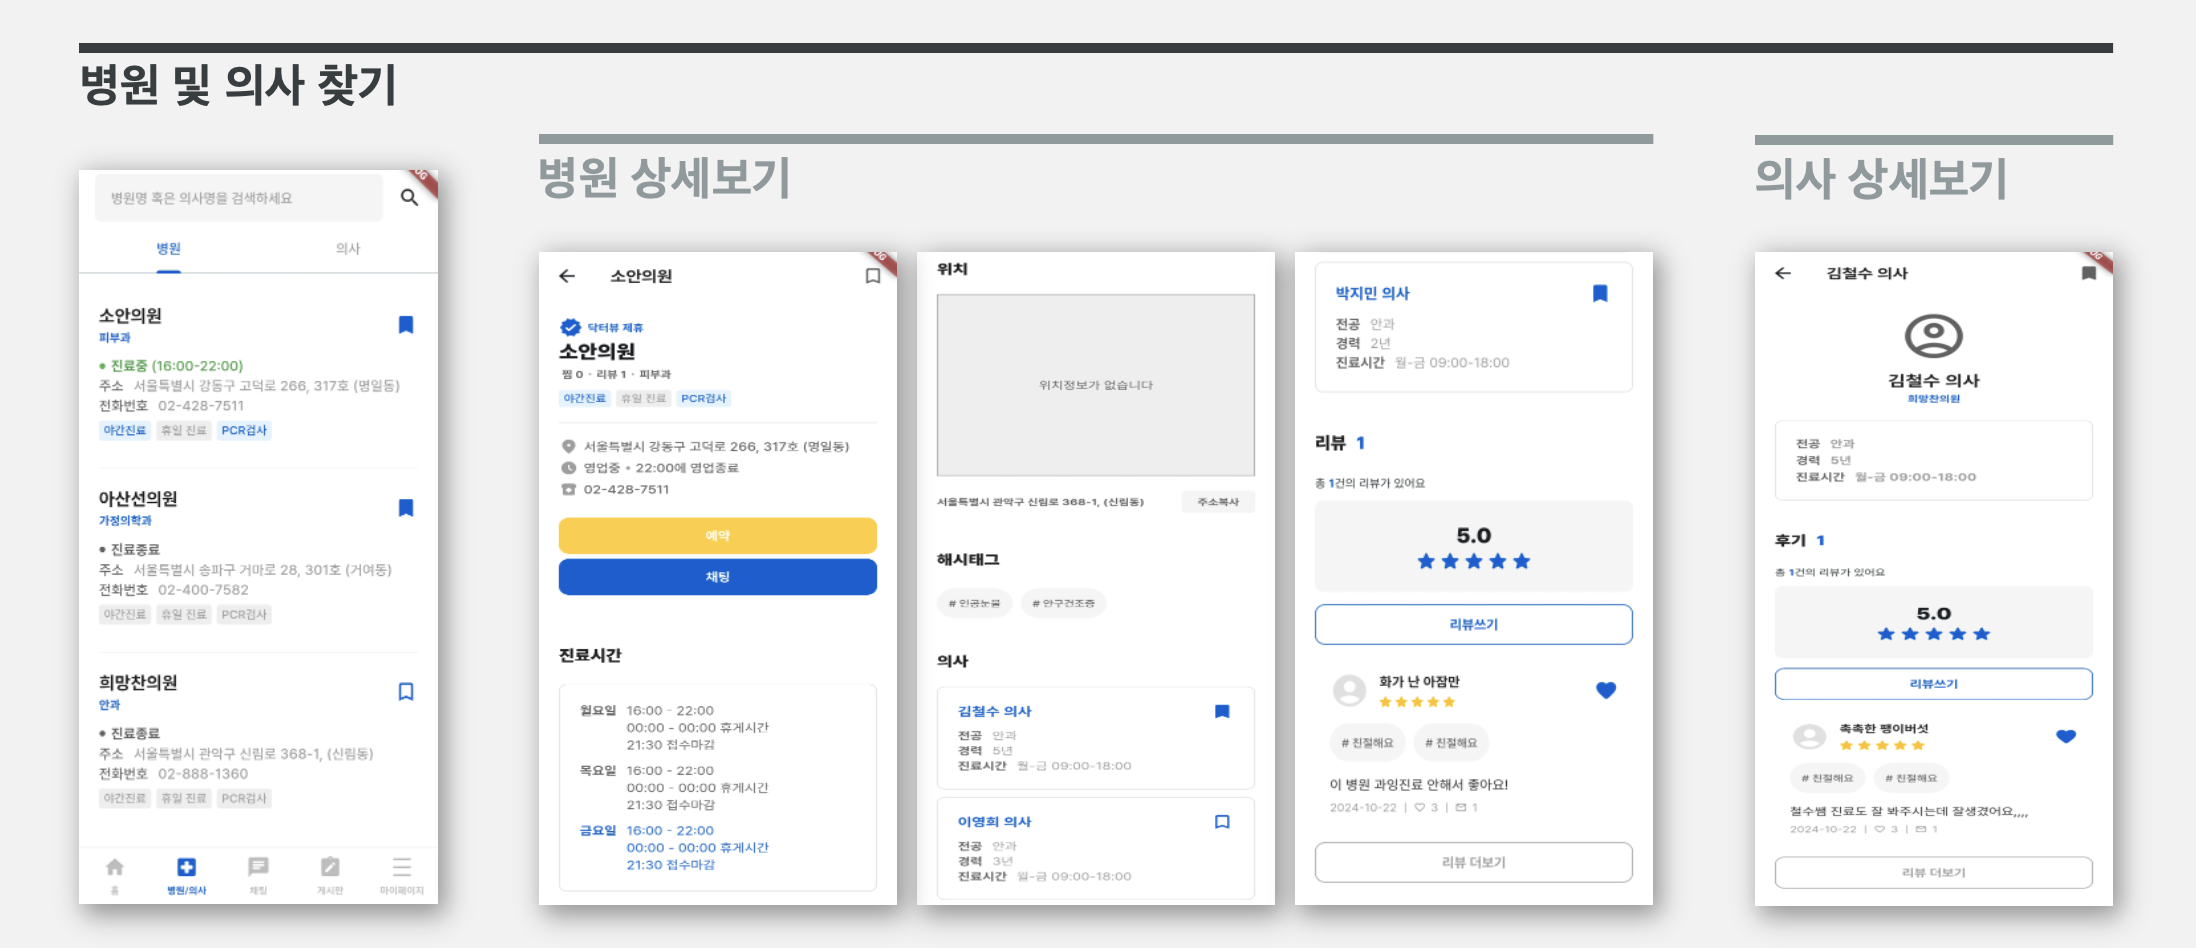 병원 및 의사 찾기
병원명 혹은 의사명을 검색하세요
병원 의사
소안의원
피부과
• 진료중 (16:00-22:00)
주소 서울특별시 강동구 고덕로 266, 317호 (명일동)
전화번호 02-428-7511
야간진료 휴일 진료 PCR검사
아산선의원
가정의학과
• 진료종료
주소 서울특별시 송파구 거마로 28, 301호 (거여동)
전화번호 02-400-7582
야간진료 휴일 진료 PCR검사
희망찬의원
안과
• 진료종료
주소 서울특별시 관악구 신림로 368-1, (신림동)
전화번호 02-888-1360
야간진료 휴일 진료 PCR검사
홈 병원/의사 채팅 게시판 마이페이지
병원 상세보기
소안의원
닥터뷰 제휴
소안의원
찜 0 · 리뷰 1 · 피부과
야간진료 휴일 진료 PCR검사
서울특별시 강동구 고덕로 266, 317호 (명일동)
영업중 • 22:00에 영업종료
02-428-7511
예약
채팅
진료시간
월요일 16:00 - 22:00
00:00 - 00:00 휴게시간
21:30 접수마감
목요일 16:00 - 22:00
00:00 - 00:00 휴게시간
21:30 접수마감
금요일 16:00 - 22:00
00:00 - 00:00 휴게시간
21:30 접수마감
위치
위치정보가 없습니다
서울특별시 관악구 신림로 368-1, (신림동) 주소복사
해시태그
# 인공눈물 # 안구건조증
의사
김철수 의사
전공 안과
경력 5년
진료시간 월-금 09:00-18:00
이영희 의사
전공 안과
경력 3년
진료시간 월-금 09:00-18:00
박지민 의사
전공 안과
경력 2년
진료시간 월-금 09:00-18:00
리뷰 1
총 1건의 리뷰가 있어요
5.0
리뷰쓰기
화가 난 아잠만
# 친절해요 # 친절해요
이 병원 과잉진료 안해서 좋아요!
2024-10-22 | 3 | 1
리뷰 더보기
의사 상세보기
김철수 의사
김철수 의사
희망찬의원
전공 안과
경력 5년
진료시간 월-금 09:00-18:00
후기 1
총 1건의 리뷰가 있어요
5.0
리뷰쓰기
촉촉한 팽이버섯
# 친절해요 # 친절해요
철수쌤 진료도 잘 봐주시는데 잘생겼어요,,,,
2024-10-22 | 3 | 1
리뷰 더보기